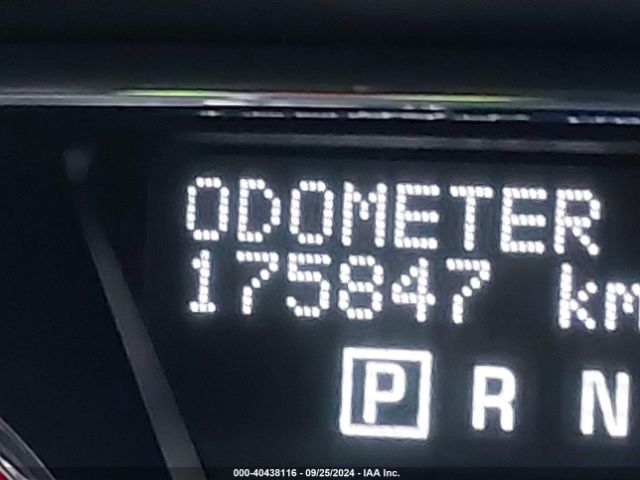 ODOMETER
175847 km
P R N
000-40438116 - 09/25/2024 - IAA Inc.